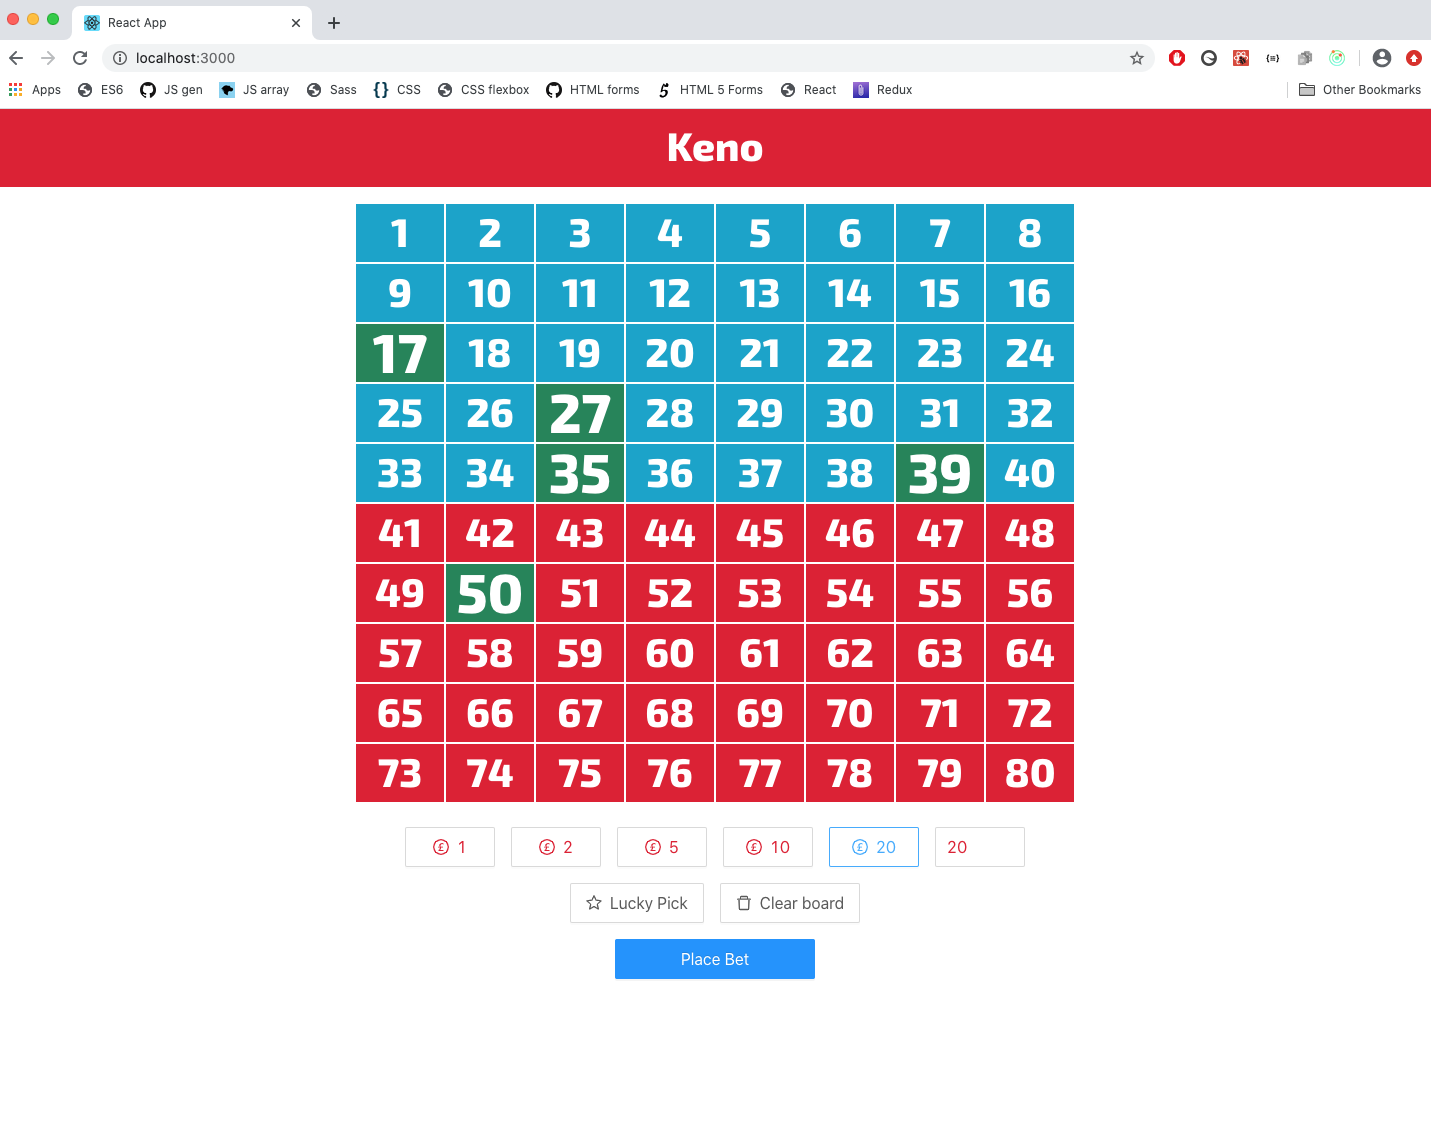 React App
localhost:3000
Apps ES6 JS gen JS array Sass CSS CSS flexbox HTML forms HTML 5 Forms React Redux Other Bookmarks
Keno
1 2 3 4 5 6 7 8
9 10 11 12 13 14 15 16
17 18 19 20 21 22 23 24
25 26 27 28 29 30 31 32
33 34 35 36 37 38 39 40
41 42 43 44 45 46 47 48
49 50 51 52 53 54 55 56
57 58 59 60 61 62 63 64
65 66 67 68 69 70 71 72
73 74 75 76 77 78 79 80
£ 1 £ 2 £ 5 £ 10 £ 20 20
Lucky Pick Clear board
Place Bet